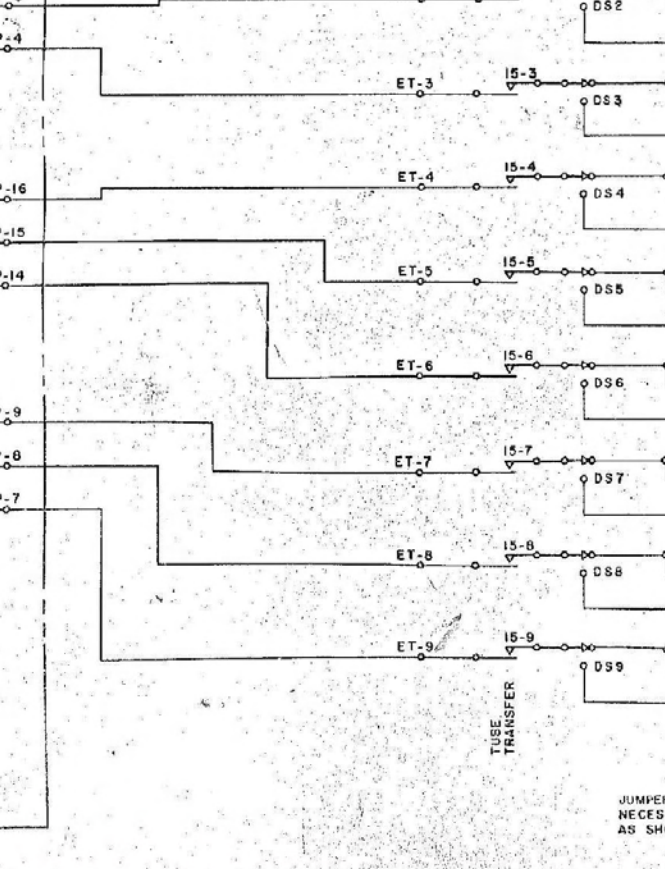 DS2
-4
ET-3
15-3
DS3
-16
ET-4
15-4
DS4
-15
-14
ET-5
15-5
DS5
ET-6
15-6
DS6
-9
ET-7
15-7
DS7
-8
-7
ET-8
15-8
DS8
ET-9
15-9
DS9
TUSE
TRANSFER
JUMPE
NECES
AS SH